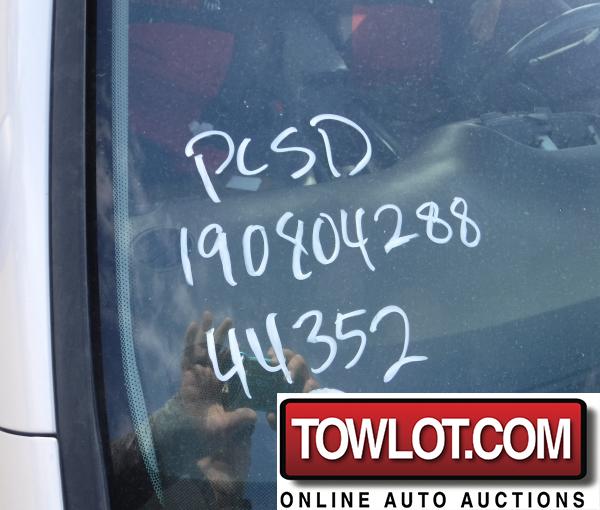 PCSD
190804288
44352
TOWLOT.COM
ONLINE AUTO AUCTIONS